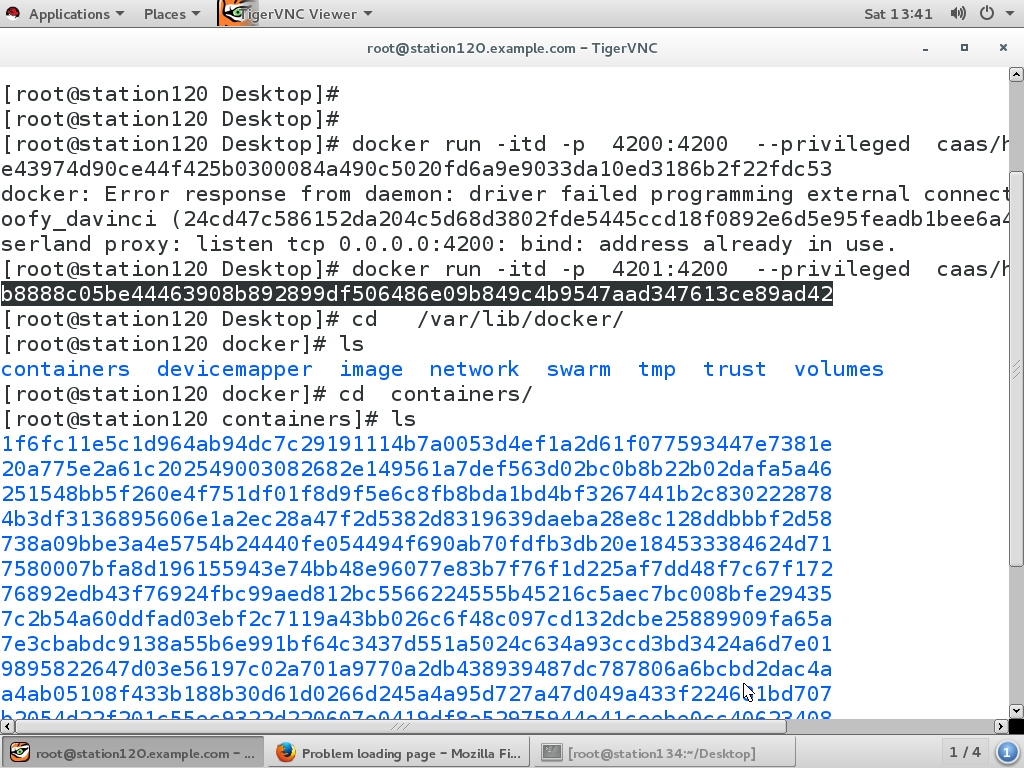 Applications Places TigerVNC Viewer Sat 13:41
root@station120.example.com – TigerVNC
[root@station120 Desktop]#
[root@station120 Desktop]#
[root@station120 Desktop]# docker run -itd -p  4200:4200  --privileged  caas/h
e43974d90ce44f425b0300084a490c5020fd6a9e9033da10ed3186b2f22fdc53
docker: Error response from daemon: driver failed programming external connect
oofy_davinci (24cd47c586152da204c5d68d3802fde5445ccd18f0892e6d5e95feadb1bee6a4
serland proxy: listen tcp 0.0.0.0:4200: bind: address already in use.
[root@station120 Desktop]# docker run -itd -p  4201:4200  --privileged  caas/h
b8888c05be44463908b892899df506486e09b849c4b9547aad347613ce89ad42
[root@station120 Desktop]# cd   /var/lib/docker/
[root@station120 docker]# ls
containers  devicemapper  image  network  swarm  tmp  trust  volumes
[root@station120 docker]# cd  containers/
[root@station120 containers]# ls
1f6fc11e5c1d964ab94dc7c29191114b7a0053d4ef1a2d61f077593447e7381e
20a775e2a61c202549003082682e149561a7def563d02bc0b8b22b02dafa5a46
251548bb5f260e4f751df01f8d9f5e6c8fb8bda1bd4bf3267441b2c830222878
4b3df3136895606e1a2ec28a47f2d5382d8319639daeba28e8c128ddbbbf2d58
738a09bbe3a4e5754b24440fe054494f690ab70fdfb3db20e184533384624d71
7580007bfa8d196155943e74bb48e96077e83b7f76f1d225af7dd48f7c67f172
76892edb43f76924fbc99aed812bc5566224555b45216c5aec7bc008bfe29435
7c2b54a60ddfad03ebf2c7119a43bb026c6f48c097cd132dcbe25889909fa65a
7e3cbabdc9138a55b6e991bf64c3437d551a5024c634a93ccd3bd3424a6d7e01
9895822647d03e56197c02a701a9770a2db438939487dc787806a6bcbd2dac4a
root@station120.example.com – ... Problem loading page – Mozilla Fi... [root@station134:~/Desktop] 1 / 4 1